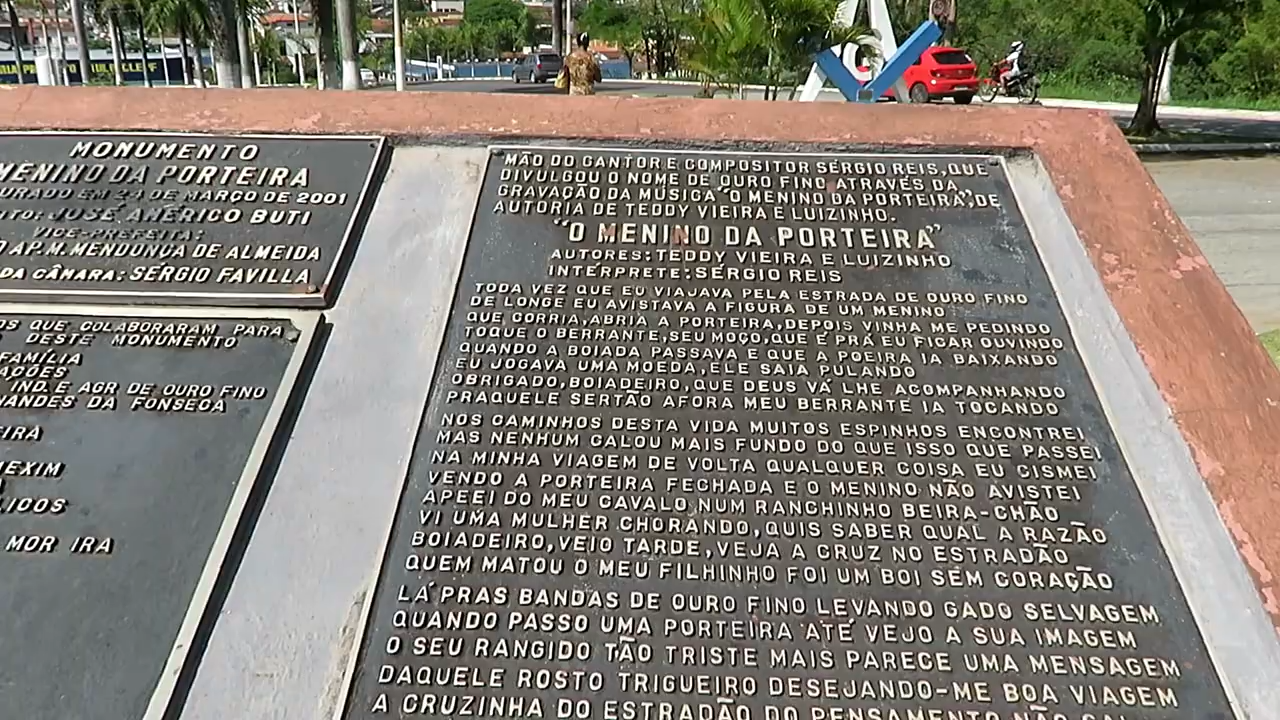 MONUMENTO
MENINO DA PORTEIRA
URADO EM 24 DE MARÇO DE 2001
JOSÉ AMÉRICO BUTI
VICE-PREFEITA:
AP.M.MENDONÇA DE ALMEIDA
DA CÂMARA: SÉRGIO FAVILLA
OS QUE COLABORARAM PARA
DESTE MONUMENTO
FAMÍLIA
AÇÕES
IND. E AGR DE OURO FINO
NANDES DA FONSECA
EIRA
NEXIM
LICOS
MOR IRA
MÃO DO CANTOR E COMPOSITOR SÉRGIO REIS, QUE
DIVULGOU O NOME DE OURO FINO ATRAVÉS DA
GRAVAÇÃO DA MÚSICA "O MENINO DA PORTEIRA", DE
AUTORIA DE TEDDY VIEIRA E LUIZINHO.
"O MENINO DA PORTEIRA"
AUTORES: TEDDY VIEIRA E LUIZINHO
INTÉRPRETE: SÉRGIO REIS
TODA VEZ QUE EU VIAJAVA PELA ESTRADA DE OURO FINO
DE LONGE EU AVISTAVA A FIGURA DE UM MENINO
QUE CORRIA, ABRIA A PORTEIRA, DEPOIS VINHA ME PEDINDO
TOQUE O BERRANTE, SEU MOÇO, QUE É PRÁ EU FICAR OUVINDO
QUANDO A BOIADA PASSAVA E QUE A POEIRA IA BAIXANDO
EU JOGAVA UMA MOEDA, ELE SAIA PULANDO
OBRIGADO, BOIADEIRO, QUE DEUS VÁ LHE ACOMPANHANDO
PRAQUELE SERTÃO AFORA MEU BERRANTE IA TOCANDO
NOS CAMINHOS DESTA VIDA MUITOS ESPINHOS ENCONTREI
MAS NENHUM CALOU MAIS FUNDO DO QUE ISSO QUE PASSEI
NA MINHA VIAGEM DE VOLTA QUALQUER COISA EU CISMEI
VENDO A PORTEIRA FECHADA E O MENINO NÃO AVISTEI
APEEI DO MEU CAVALO NUM RANCHINHO BEIRA-CHÃO
VI UMA MULHER CHORANDO, QUIS SABER QUAL A RAZÃO
BOIADEIRO, VEIO TARDE, VEJA A CRUZ NO ESTRADÃO
QUEM MATOU O MEU FILHINHO FOI UM BOI SEM CORAÇÃO
LÁ PRAS BANDAS DE OURO FINO LEVANDO GADO SELVAGEM
QUANDO PASSO UMA PORTEIRA ATÉ VEJO A SUA IMAGEM
O SEU RANGIDO TÃO TRISTE MAIS PARECE UMA MENSAGEM
DAQUELE ROSTO TRIGUEIRO DESEJANDO-ME BOA VIAGEM
A CRUZINHA DO ESTRADÃO DO PENSAMENTO NÃO